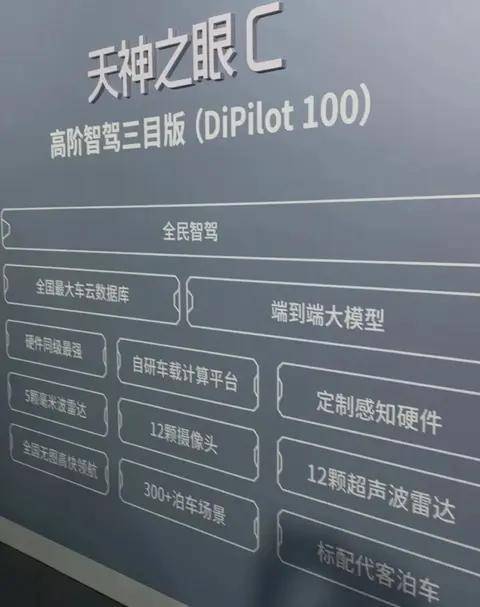 天神之眼 C
高阶智驾三目版 (DiPilot 100)
全民智驾
全国最大车云数据库
端到端大模型
硬件同级最强
自研车载计算平台
定制感知硬件
5颗毫米波雷达
12颗摄像头
12颗超声波雷达
全国无图高快领航
300+泊车场景
标配代客泊车